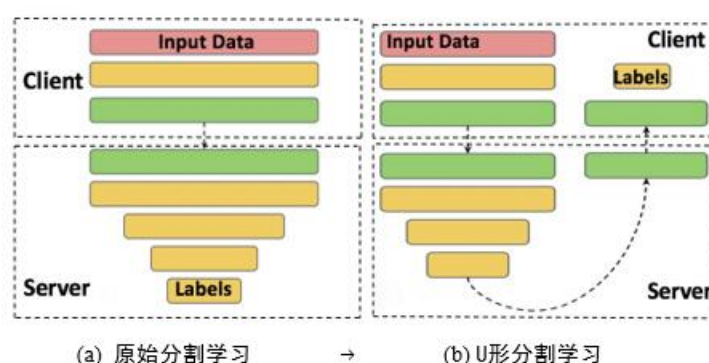 Input Data
Client
Server
Labels
Input Data
Client
Labels
Server
(a) 原始分割学习 → (b) U形分割学习